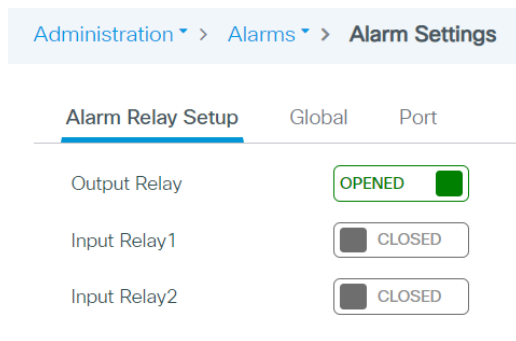 Administration > Alarms > Alarm Settings
Alarm Relay Setup Global Port
Output Relay OPENED
Input Relay1 CLOSED
Input Relay2 CLOSED